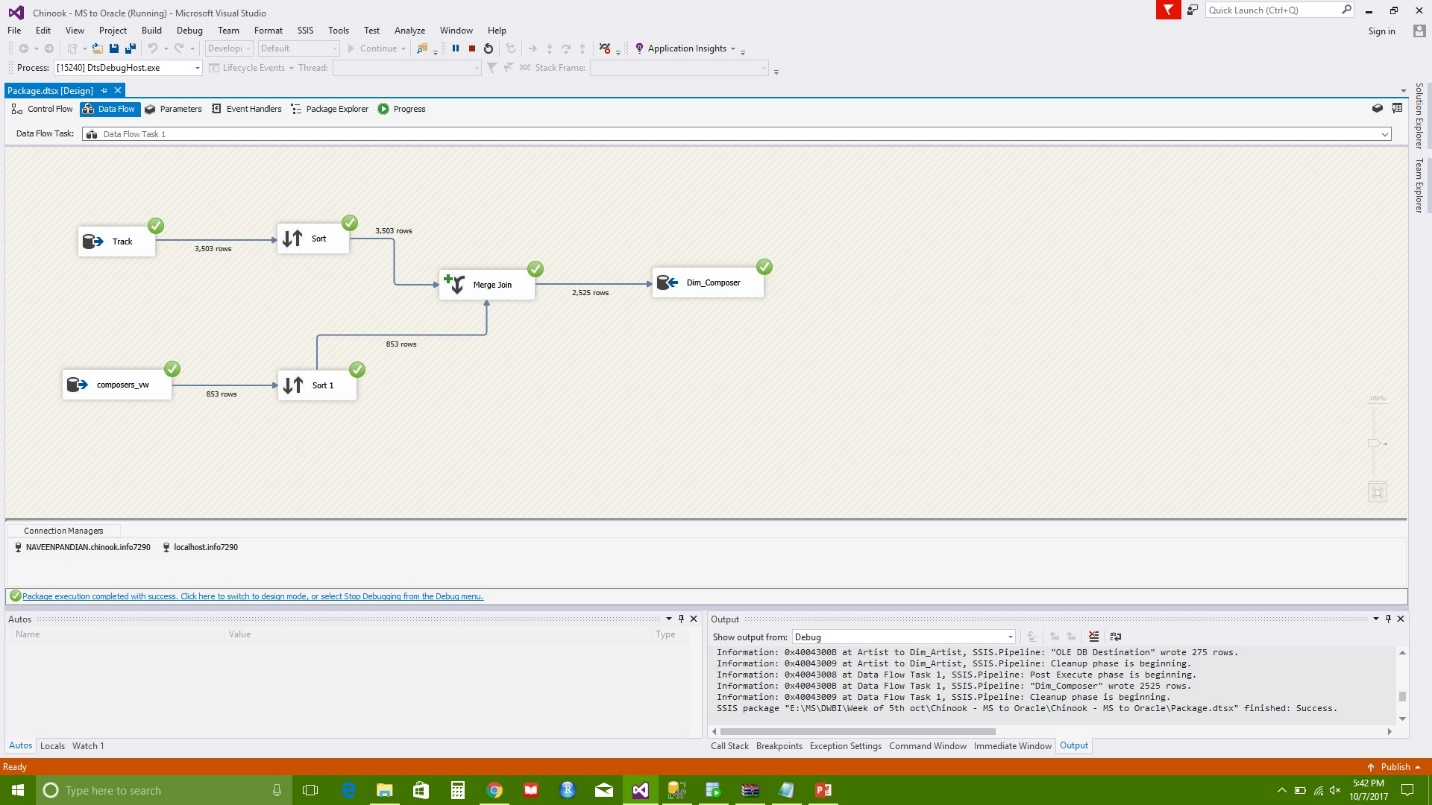 Chinook - MS to Oracle (Running) - Microsoft Visual Studio
Quick Launch (Ctrl+Q)
File Edit View Project Build Debug Team Format SSIS Tools Test Analyze Window Help
Sign in
Develop Default Continue Application Insights
Process: [15240] DtsDebugHost.exe Lifecycle Events Thread: Stack Frame:
Package.dtsx [Design]
Control Flow Data Flow Parameters Event Handlers Package Explorer Progress
Data Flow Task: Data Flow Task 1
Solution Explorer
Team Explorer
Track
3,503 rows
Sort
3,503 rows
Merge Join
2,525 rows
Dim_Composer
853 rows
composers_vw
853 rows
Sort 1
100%
Connection Managers
NAVEENPANDIAN.chinook.info7290 localhost.info7290
Package execution completed with success. Click here to switch to design mode, or select Stop Debugging from the Debug menu.
Autos
Name Value Type
Autos Locals Watch 1
Output
Show output from: Debug
Information: 0x4004300B at Artist to Dim_Artist, SSIS.Pipeline: "OLE DB Destination" wrote 275 rows.
Information: 0x40043009 at Artist to Dim_Artist, SSIS.Pipeline: Cleanup phase is beginning.
Information: 0x40043008 at Data Flow Task 1, SSIS.Pipeline: Post Execute phase is beginning.
Information: 0x4004300B at Data Flow Task 1, SSIS.Pipeline: "Dim_Composer" wrote 2525 rows.
Information: 0x40043009 at Data Flow Task 1, SSIS.Pipeline: Cleanup phase is beginning.
SSIS package "E:\MS\DWBI\Week of 5th oct\Chinook - MS to Oracle\Chinook - MS to Oracle\Package.dtsx" finished: Success.
Call Stack Breakpoints Exception Settings Command Window Immediate Window Output
Ready
Publish
Type here to search
5:42 PM
10/7/2017